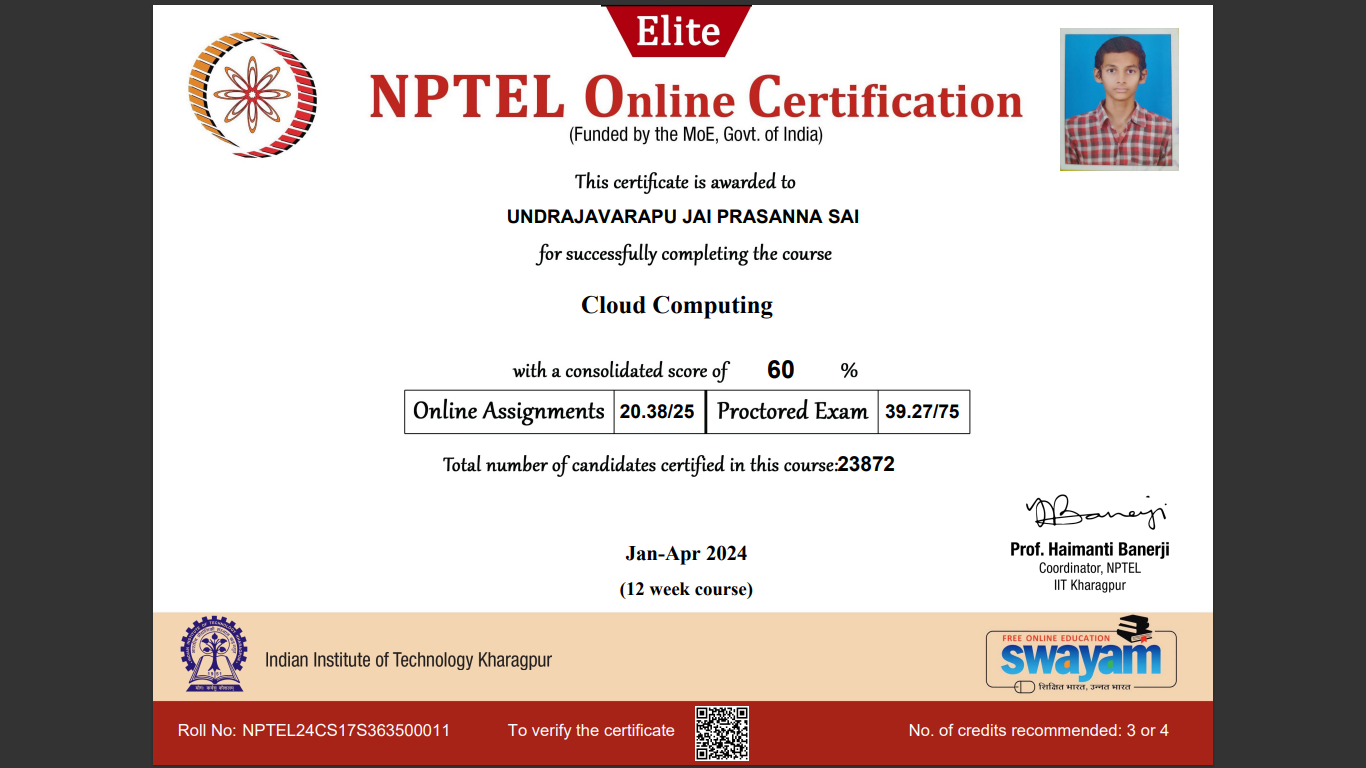 Elite
NPTEL Online Certification
(Funded by the MoE, Govt. of India)
This certificate is awarded to
UNDRAJAVARAPU JAI PRASANNA SAI
for successfully completing the course
Cloud Computing
with a consolidated score of 60 %
Online Assignments 20.38/25 Proctored Exam 39.27/75
Total number of candidates certified in this course:23872
Banerji
Prof. Haimanti Banerji
Coordinator, NPTEL
IIT Kharagpur
Jan-Apr 2024
(12 week course)
Indian Institute of Technology Kharagpur
FREE ONLINE EDUCATION
swayam
शिक्षित भारत, उन्नत भारत
Roll No: NPTEL24CS17S363500011
To verify the certificate
No. of credits recommended: 3 or 4